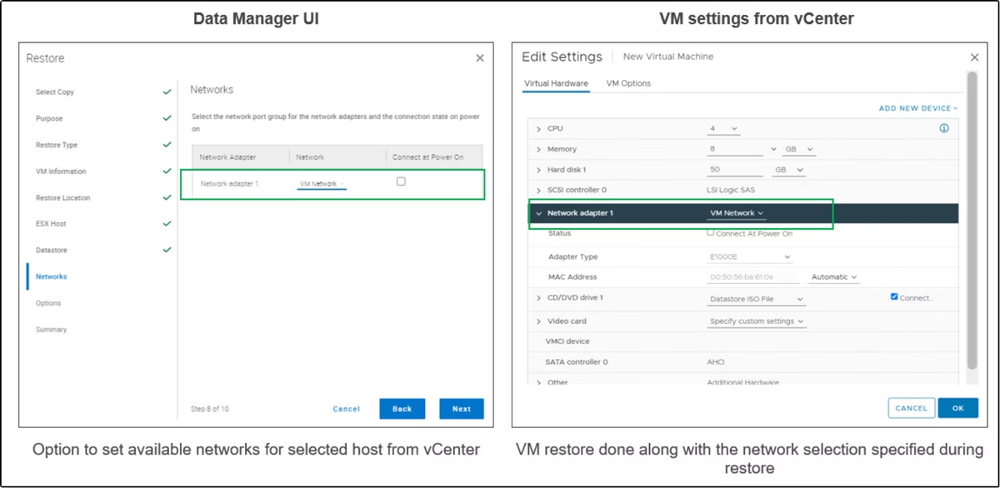 Data Manager UI
Restore
Select Copy
Purpose
Restore Type
VM Information
Restore Location
ESX Host
Datastore
Networks
Options
Summary
Networks
Select the network port group for the network adapters and the connection state on power
on
Network Adapter Network Connect at Power On
Network adapter 1 VM Network
Step 8 of 10 Cancel Back Next
Option to set available networks for selected host from vCenter
VM settings from vCenter
Edit Settings New Virtual Machine
Virtual Hardware VM Options
ADD NEW DEVICE
CPU 4
Memory 8 GB
Hard disk 1 50 GB
SCSI controller 0 LSI Logic SAS
Network adapter 1 VM Network
Status Connect At Power On
Adapter Type E1000E
MAC Address 00:50:56:ba:61:0e Automatic
CD/DVD drive 1 Datastore ISO File Connect..
Video card Specify custom settings
VMCI device
SATA controller 0 AHCI
Other Additional Hardware
CANCEL OK
VM restore done along with the network selection specified during
restore